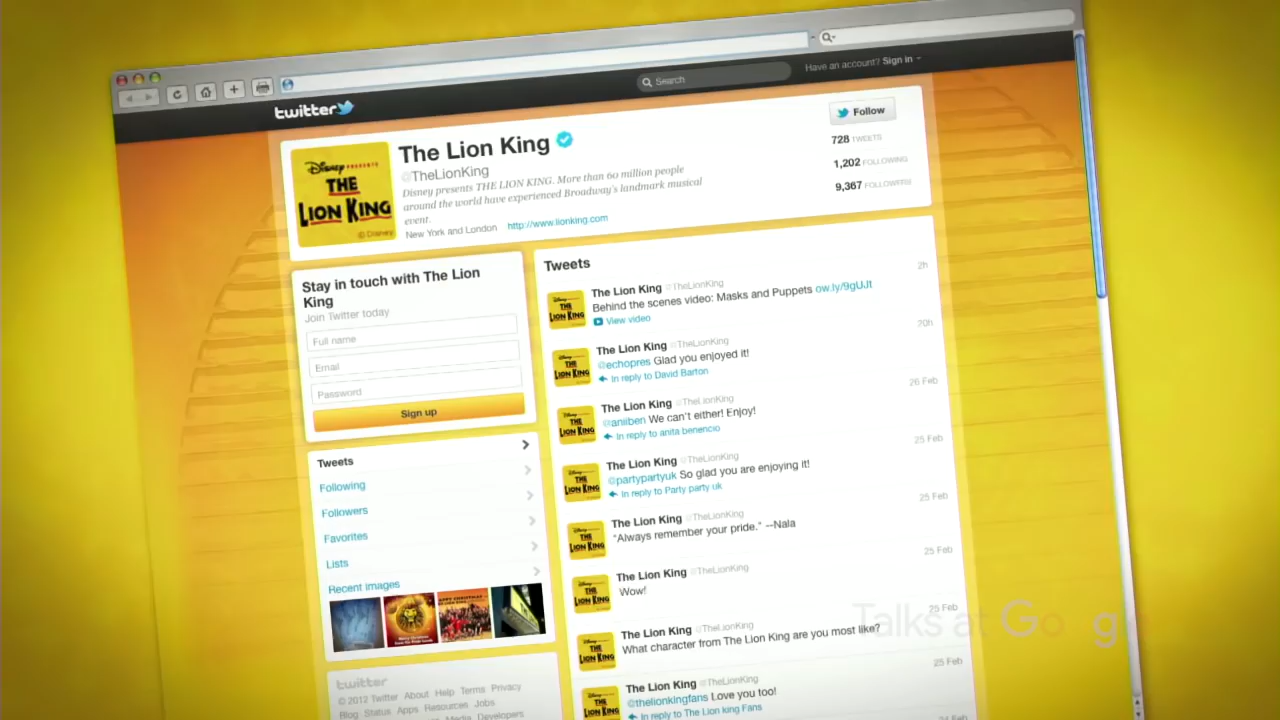 twitter
Search
Have an account? Sign in
Disney PRESENTS
THE
LION KING
© Disney
The Lion King
@TheLionKing
Disney presents THE LION KING. More than 60 million people
around the world have experienced Broadway's landmark musical
event.
New York and London http://www.lionking.com
Follow
728 TWEETS
1,202 FOLLOWING
9,367 FOLLOWERS
Stay in touch with The Lion
King
Join Twitter today
Full name
Email
Password
Sign up
Tweets
Following
Followers
Favorites
Lists
Recent images
twitter
© 2012 Twitter About Help Terms Privacy
Blog Status Apps Resources Jobs
Media Developers
Tweets
The Lion King @TheLionKing 2h
Behind the scenes video: Masks and Puppets ow.ly/9gUJt
View video
The Lion King @TheLionKing 70h
@echopres Glad you enjoyed it!
In reply to David Barton
The Lion King @TheLionKing 26 Feb
@aniiben We can't either! Enjoy!
In reply to anita benencio
The Lion King @TheLionKing 25 Feb
@partypartyuk So glad you are enjoying it!
In reply to Party party uk
The Lion King @TheLionKing 25 Feb
"Always remember your pride." --Nala
The Lion King @TheLionKing 25 Feb
Wow!
The Lion King @TheLionKing 25 Feb
What character from The Lion King are you most like?
The Lion King @TheLionKing 25 Feb
@thelionkingfans Love you too!
In reply to The Lion king Fans
Talks at Goog